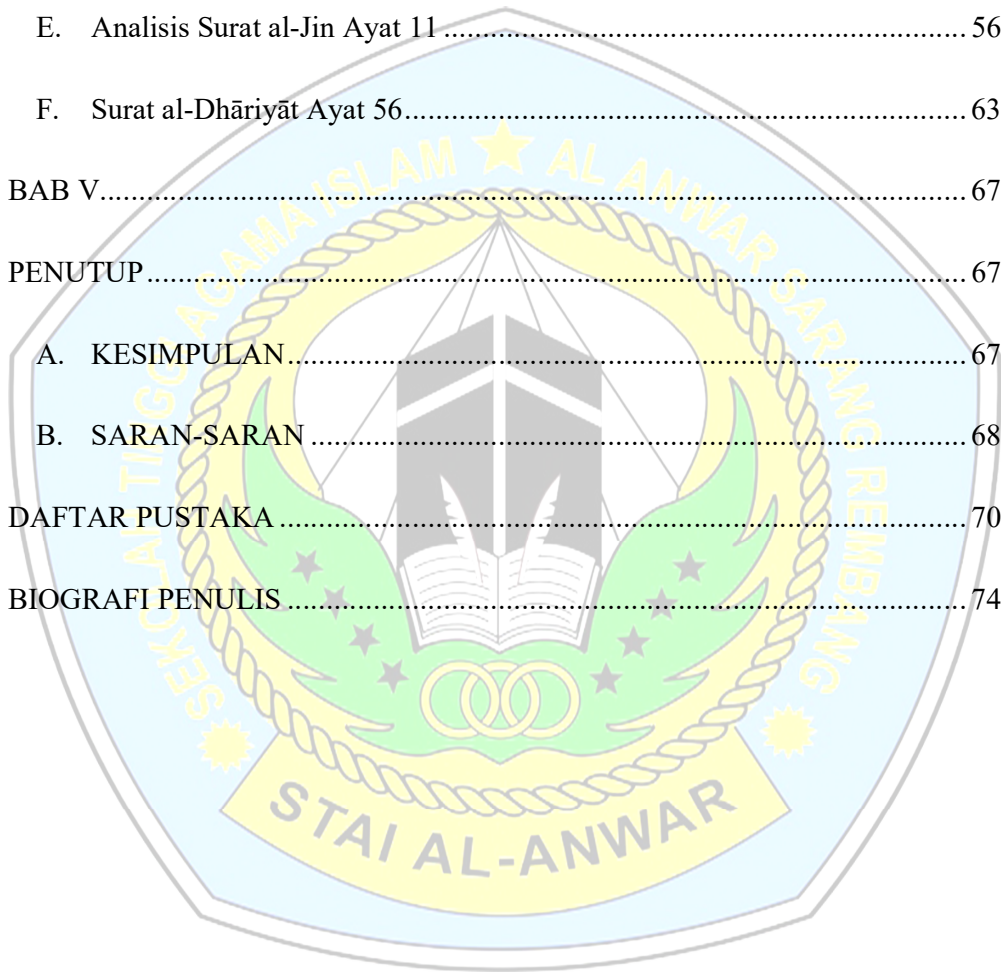 E. Analisis Surat al-Jin Ayat 11 .......... 56
F. Surat al-Dhāriyāt Ayat 56 .......... 63
BAB V .......... 67
PENUTUP .......... 67
A. KESIMPULAN .......... 67
B. SARAN-SARAN .......... 68
DAFTAR PUSTAKA .......... 70
BIOGRAFI PENULIS .......... 74
SEKOLAH TINGGI AGAMA ISLAM AL ANWAR SARANG REMBANG
STAI AL-ANWAR